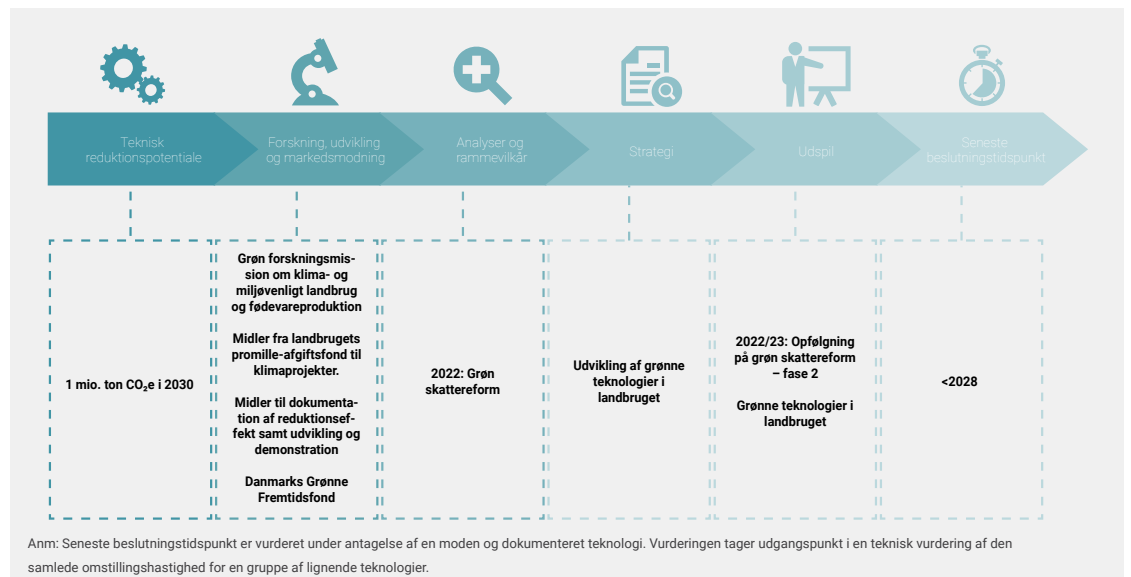 Teknisk
reduktionspotentiale
Forskning, udvikling
og markedsmodning
Analyser og
rammevilkår
Strategi
Udspil
Seneste
beslutningstidspunkt
1 mio. ton CO₂e i 2030
Grøn forskningsmis-
sion om klima- og
miljøvenligt landbrug
og fødevareproduktion
Midler fra landbrugets
promille-afgiftsfond til
klimaprojekter.
Midler til dokumenta-
tion af reduktionsef-
fekt samt udvikling og
demonstration
Danmarks Grønne
Fremtidsfond
2022: Grøn
skattereform
Udvikling af grønne
teknologier i
landbruget
2022/23: Opfølgning
på grøn skattereform
– fase 2
Grønne teknologier i
landbruget
<2028
Anm: Seneste beslutningstidspunkt er vurderet under antagelse af en moden og dokumenteret teknologi. Vurderingen tager udgangspunkt i en teknisk vurdering af den
samlede omstillingshastighed for en gruppe af lignende teknologier.